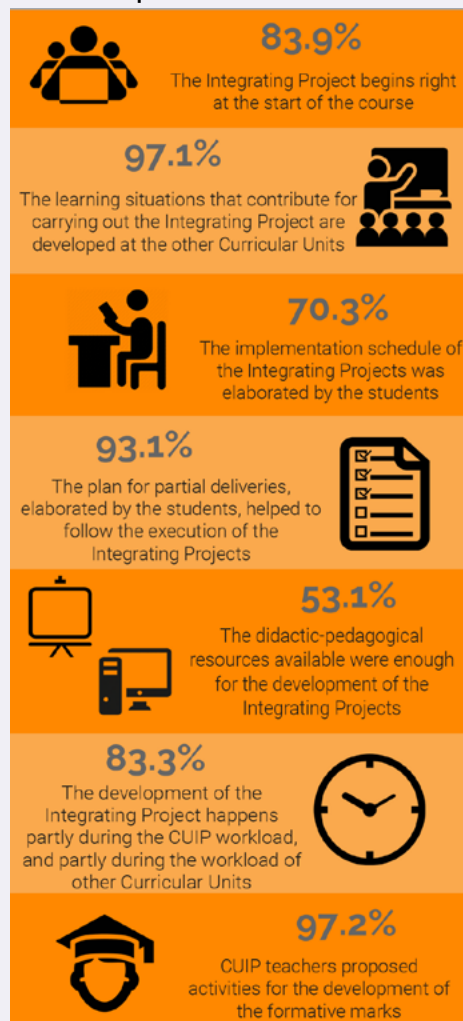 83.9%
The Integrating Project begins right
at the start of the course
97.1%
The learning situations that contribute for
carrying out the Integrating Project are
developed at the other Curricular Units
70.3%
The implementation schedule of
the Integrating Projects was
elaborated by the students
93.1%
The plan for partial deliveries,
elaborated by the students, helped to
follow the execution of the
Integrating Projects
53.1%
The didactic-pedagogical
resources available were enough
for the development of the
Integrating Projects
83.3%
The development of the
Integrating Project happens
partly during the CUIP workload,
and partly during the workload of
other Curricular Units
97.2%
CUIP teachers proposed
activities for the development of
the formative marks